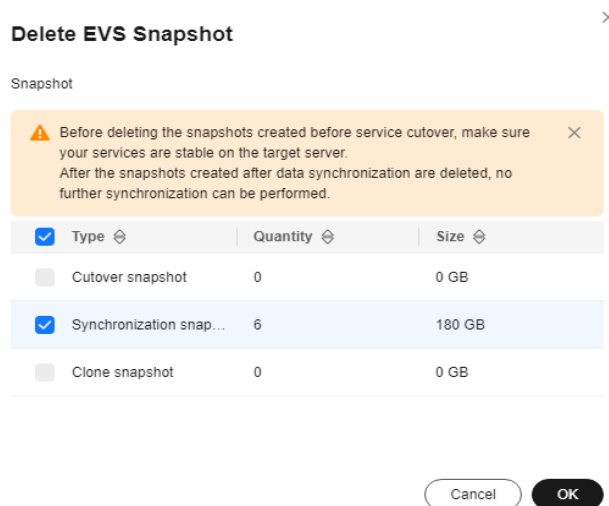 Delete EVS Snapshot
Snapshot
Before deleting the snapshots created before service cutover, make sure
your services are stable on the target server.
After the snapshots created after data synchronization are deleted, no
further synchronization can be performed.
Type Quantity Size
Cutover snapshot 0 0 GB
Synchronization snap... 6 180 GB
Clone snapshot 0 0 GB
Cancel OK